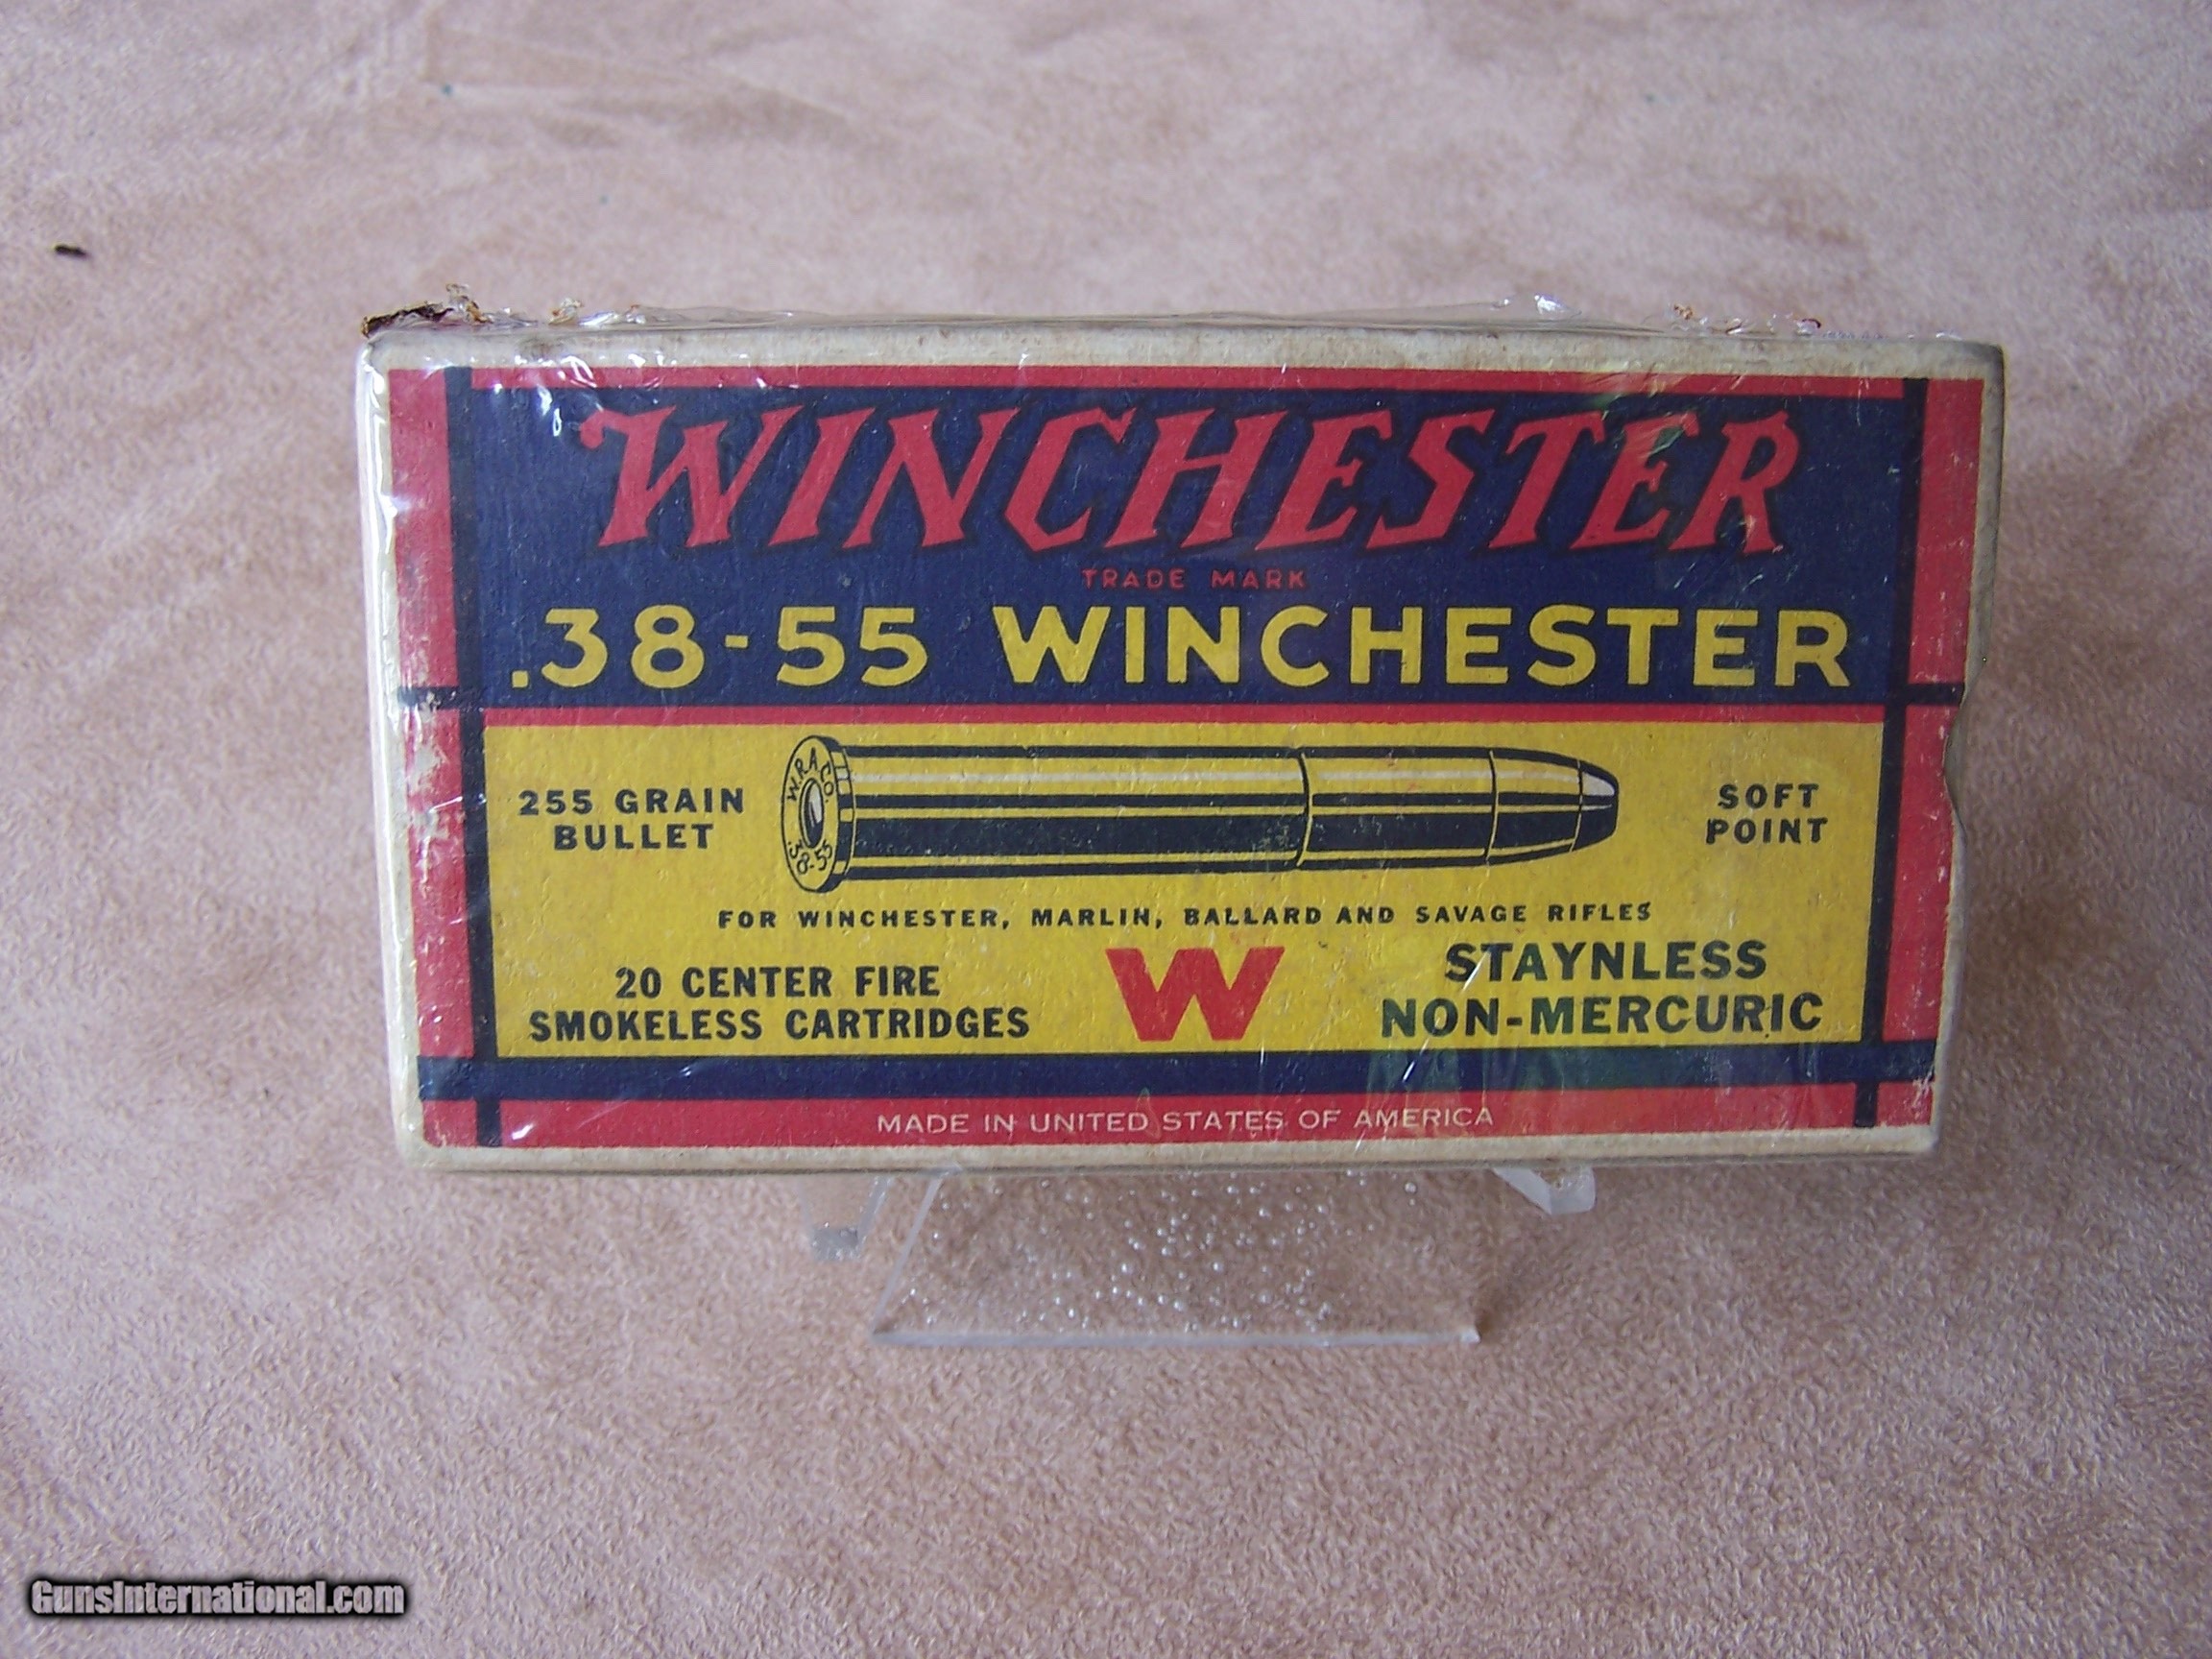 WINCHESTER
TRADE MARK
.38-55 WINCHESTER
255 GRAIN
BULLET
W.R.A.CO.
.38-55
SOFT
POINT
FOR WINCHESTER, MARLIN, BALLARD AND SAVAGE RIFLES
20 CENTER FIRE
SMOKELESS CARTRIDGES
W
STAYNLESS
NON-MERCURIC
MADE IN UNITED STATES OF AMERICA
GunsInternational.com